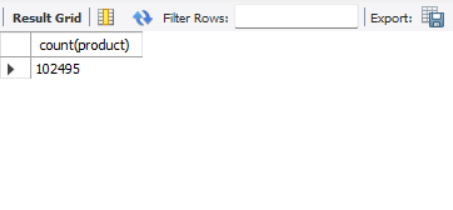 Result Grid Filter Rows: Export:
count(product)
102495